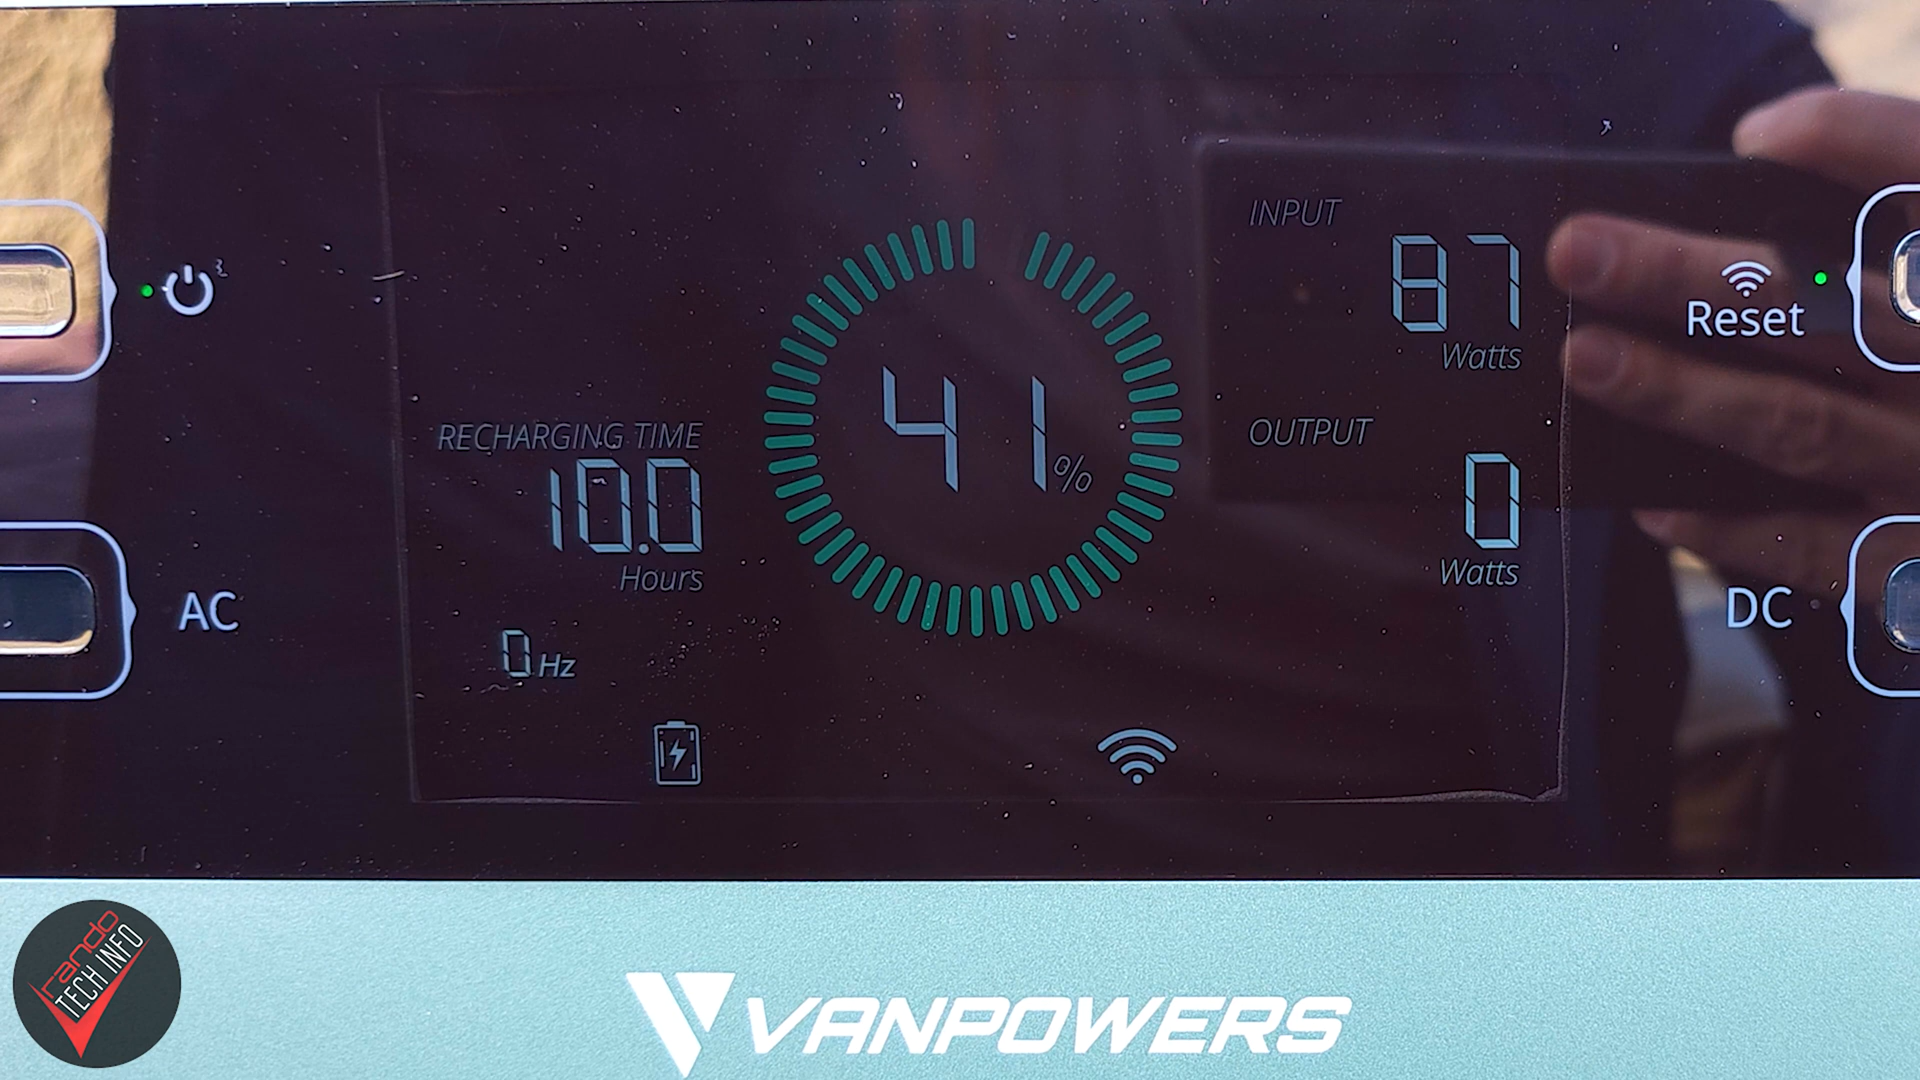 INPUT
87
Watts
Reset
41%
RECHARGING TIME
10.0
Hours
OUTPUT
0
Watts
AC
0 Hz
DC
rando
TECH INFO
VANPOWERS